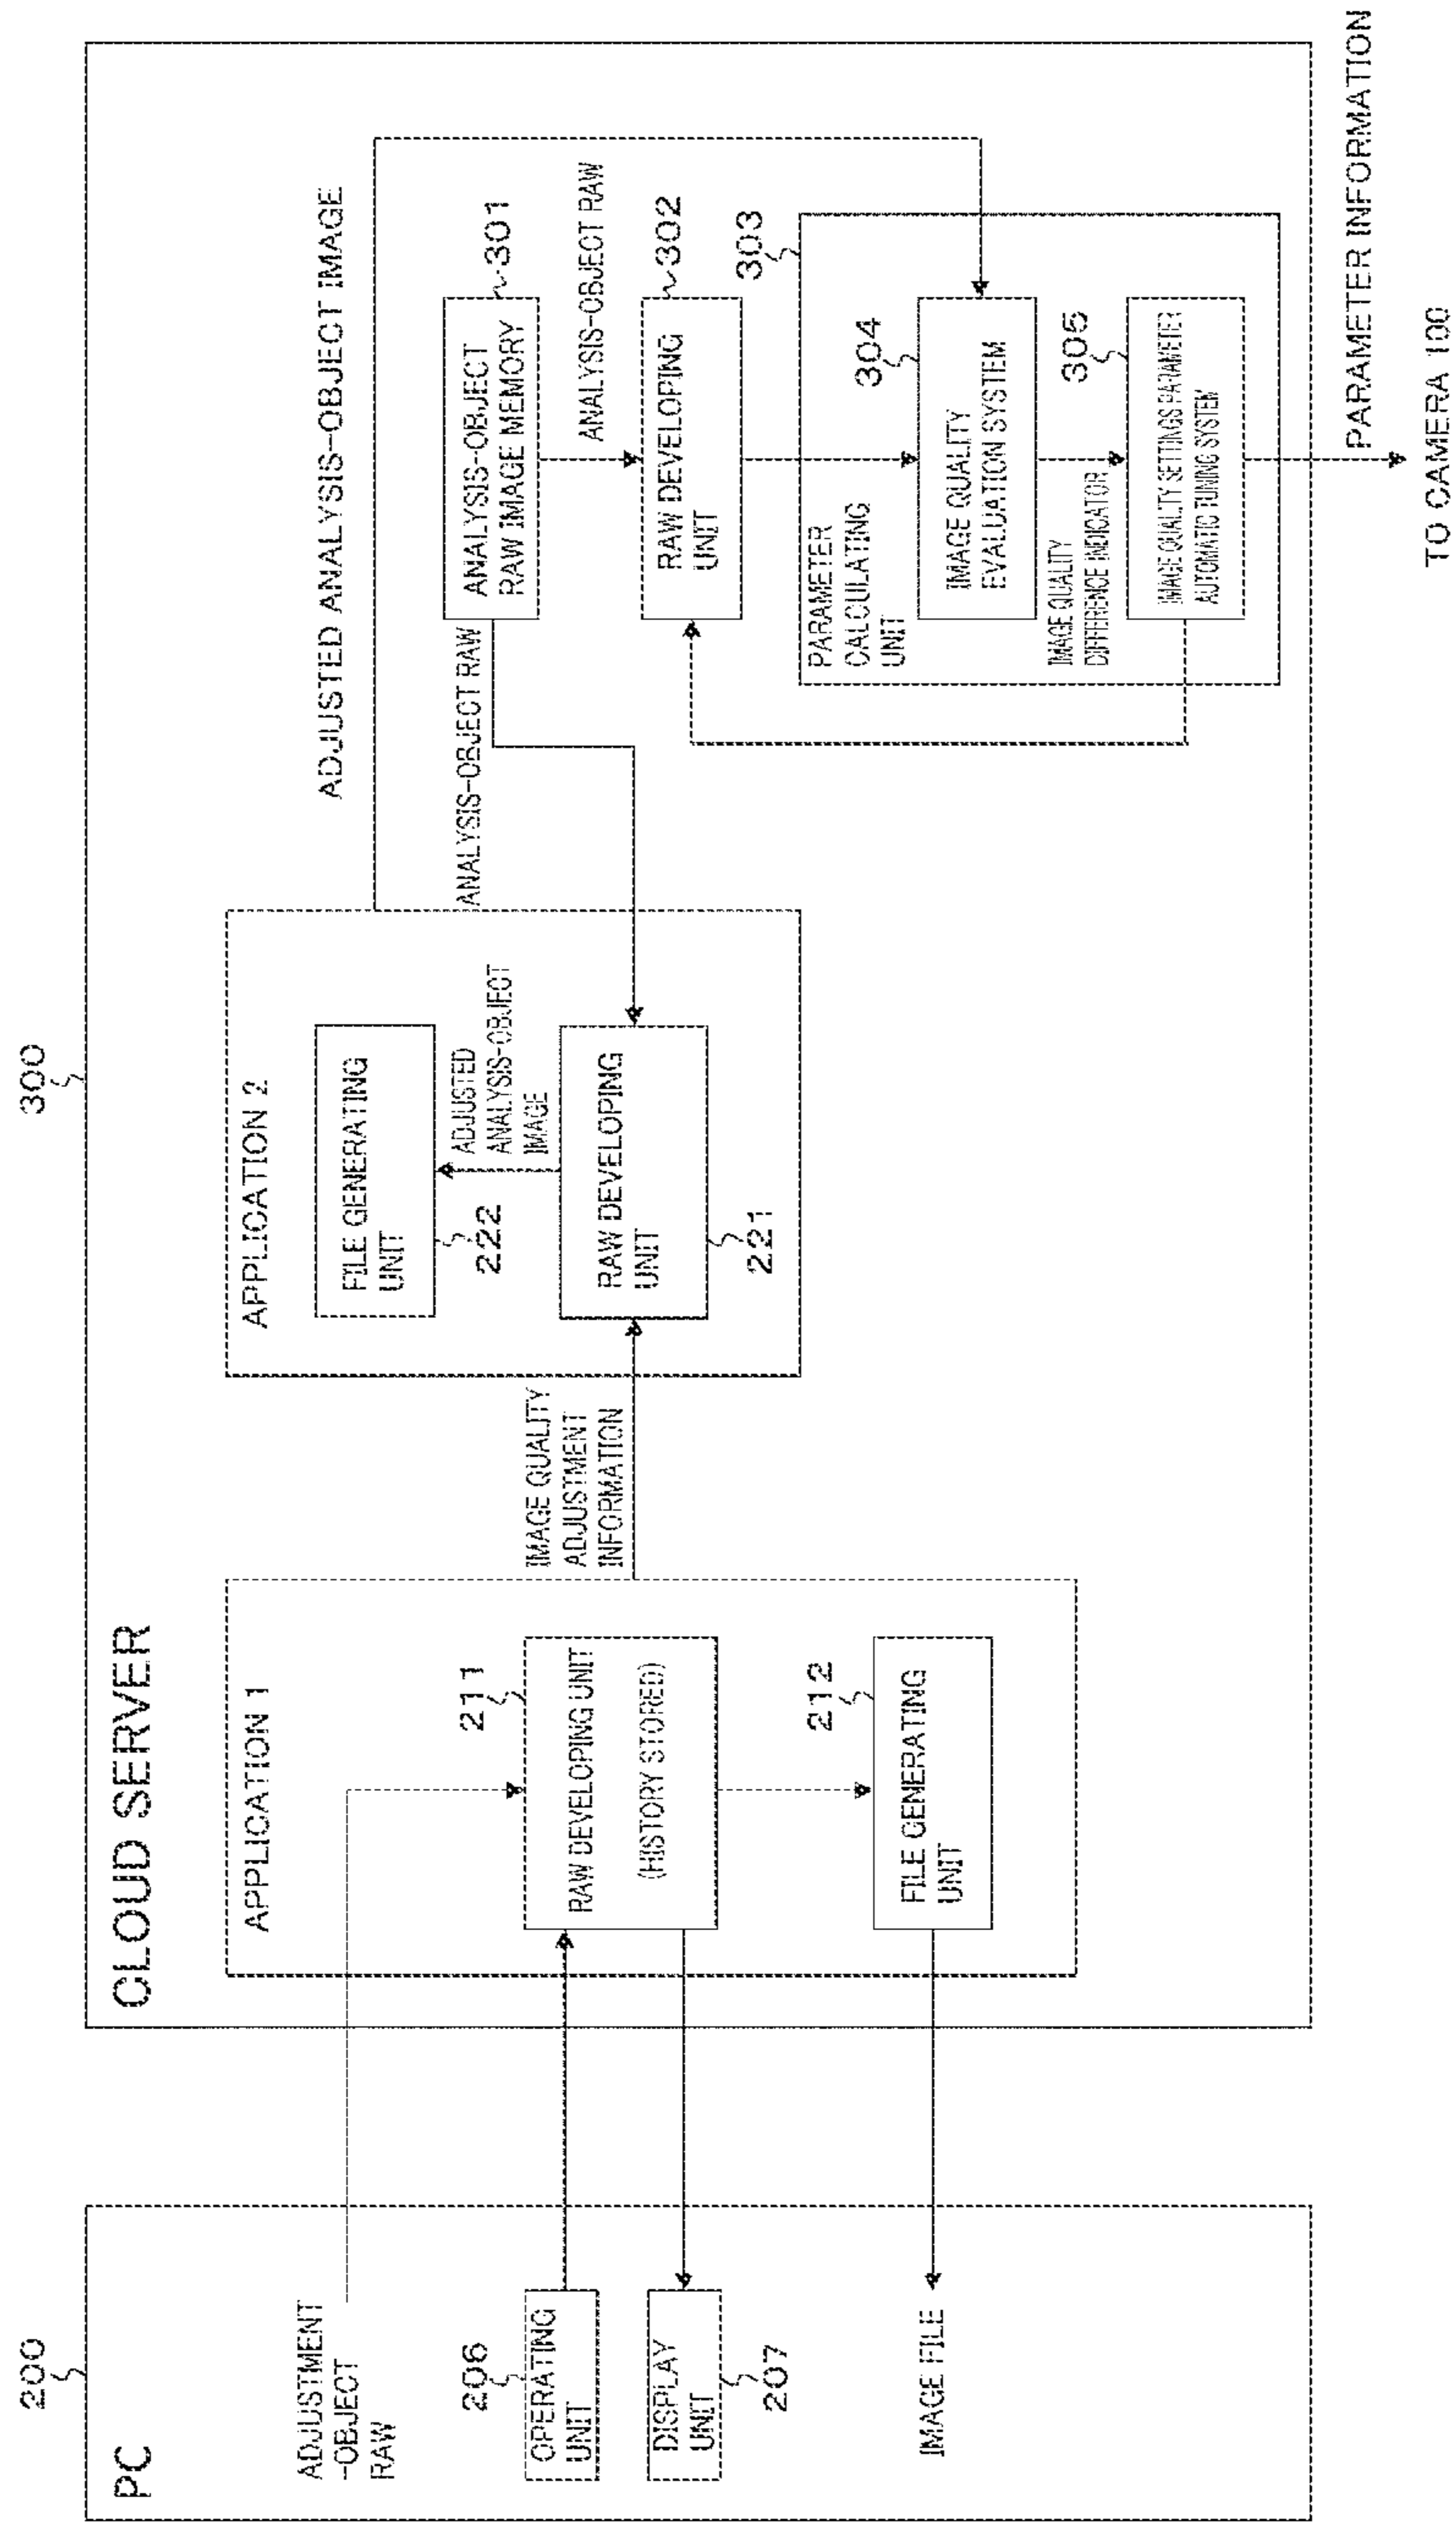 200
PC
ADJUSTMENT
-OBJECT
RAW
206
OPERATING
UNIT
DISPLAY
UNIT
207
IMAGE FILE
300
CLOUD SERVER
APPLICATION 1
211
RAW DEVELOPING UNIT
(HISTORY STORED)
212
FILE GENERATING
UNIT
IMAGE QUALITY
ADJUSTMENT
INFORMATION
APPLICATION 2
FILE GENERATING
UNIT
222
ADJUSTED
ANALYSIS-OBJECT
IMAGE
RAW DEVELOPING
UNIT
221
ADJUSTED ANALYSIS-OBJECT IMAGE
ANALYSIS-OBJECT RAW
ANALYSIS-OBJECT
RAW IMAGE MEMORY
301
ANALYSIS-OBJECT RAW
RAW DEVELOPING
UNIT
302
303
PARAMETER
CALCULATING
UNIT
304
IMAGE QUALITY
EVALUATION SYSTEM
IMAGE QUALITY
DIFFERENCE INDICATOR
305
IMAGE QUALITY SETTINGS PARAMETER
AUTOMATIC TUNING SYSTEM
PARAMETER INFORMATION
TO CAMERA 100